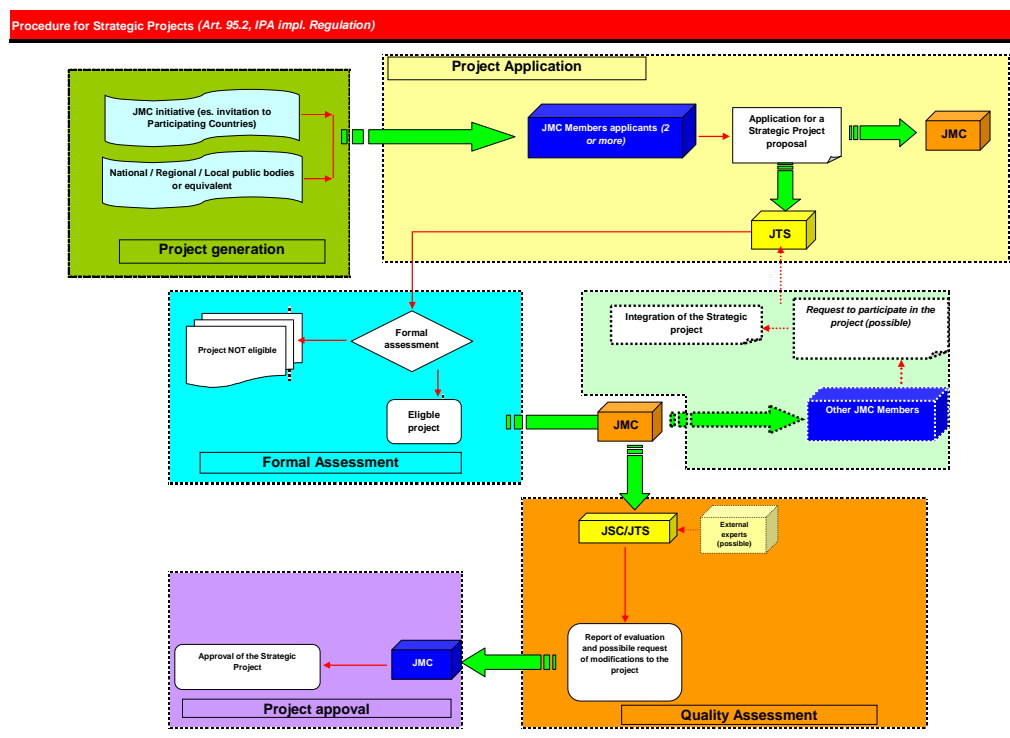 Procedure for Strategic Projects (Art. 95.2, IPA impl. Regulation)
Project Application
JMC initiative (es. invitation to
Participating Countries)
National / Regional / Local public bodies
or equivalent
Project generation
JMC Members applicants (2
or more)
Application for a
Strategic Project
proposal
JMC
JTS
Formal
assessment
Project NOT eligible
Eligble
project
Formal Assessment
Integration of the Strategic
project
Request to participate in the
project (possible)
Other JMC Members
JMC
JSC/JTS
External
experts
(possible)
Report of evaluation
and possibile request
of modifications to the
project
Quality Assessment
JMC
Approval of the Strategic
Project
Project appoval